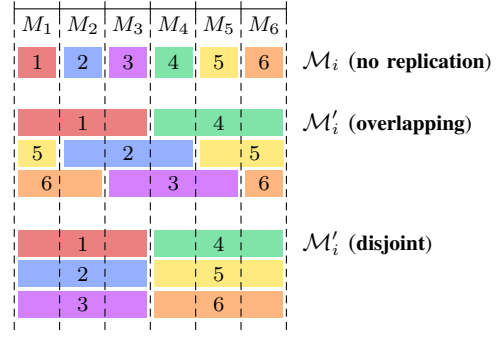 M₁ M₂ M₃ M₄ M₅ M₆
1 2 3 4 5 6 ℳᵢ (no replication)
1 4 ℳ′ᵢ (overlapping)
5 2 5
6 3 6
1 4 ℳ′ᵢ (disjoint)
2 5
3 6